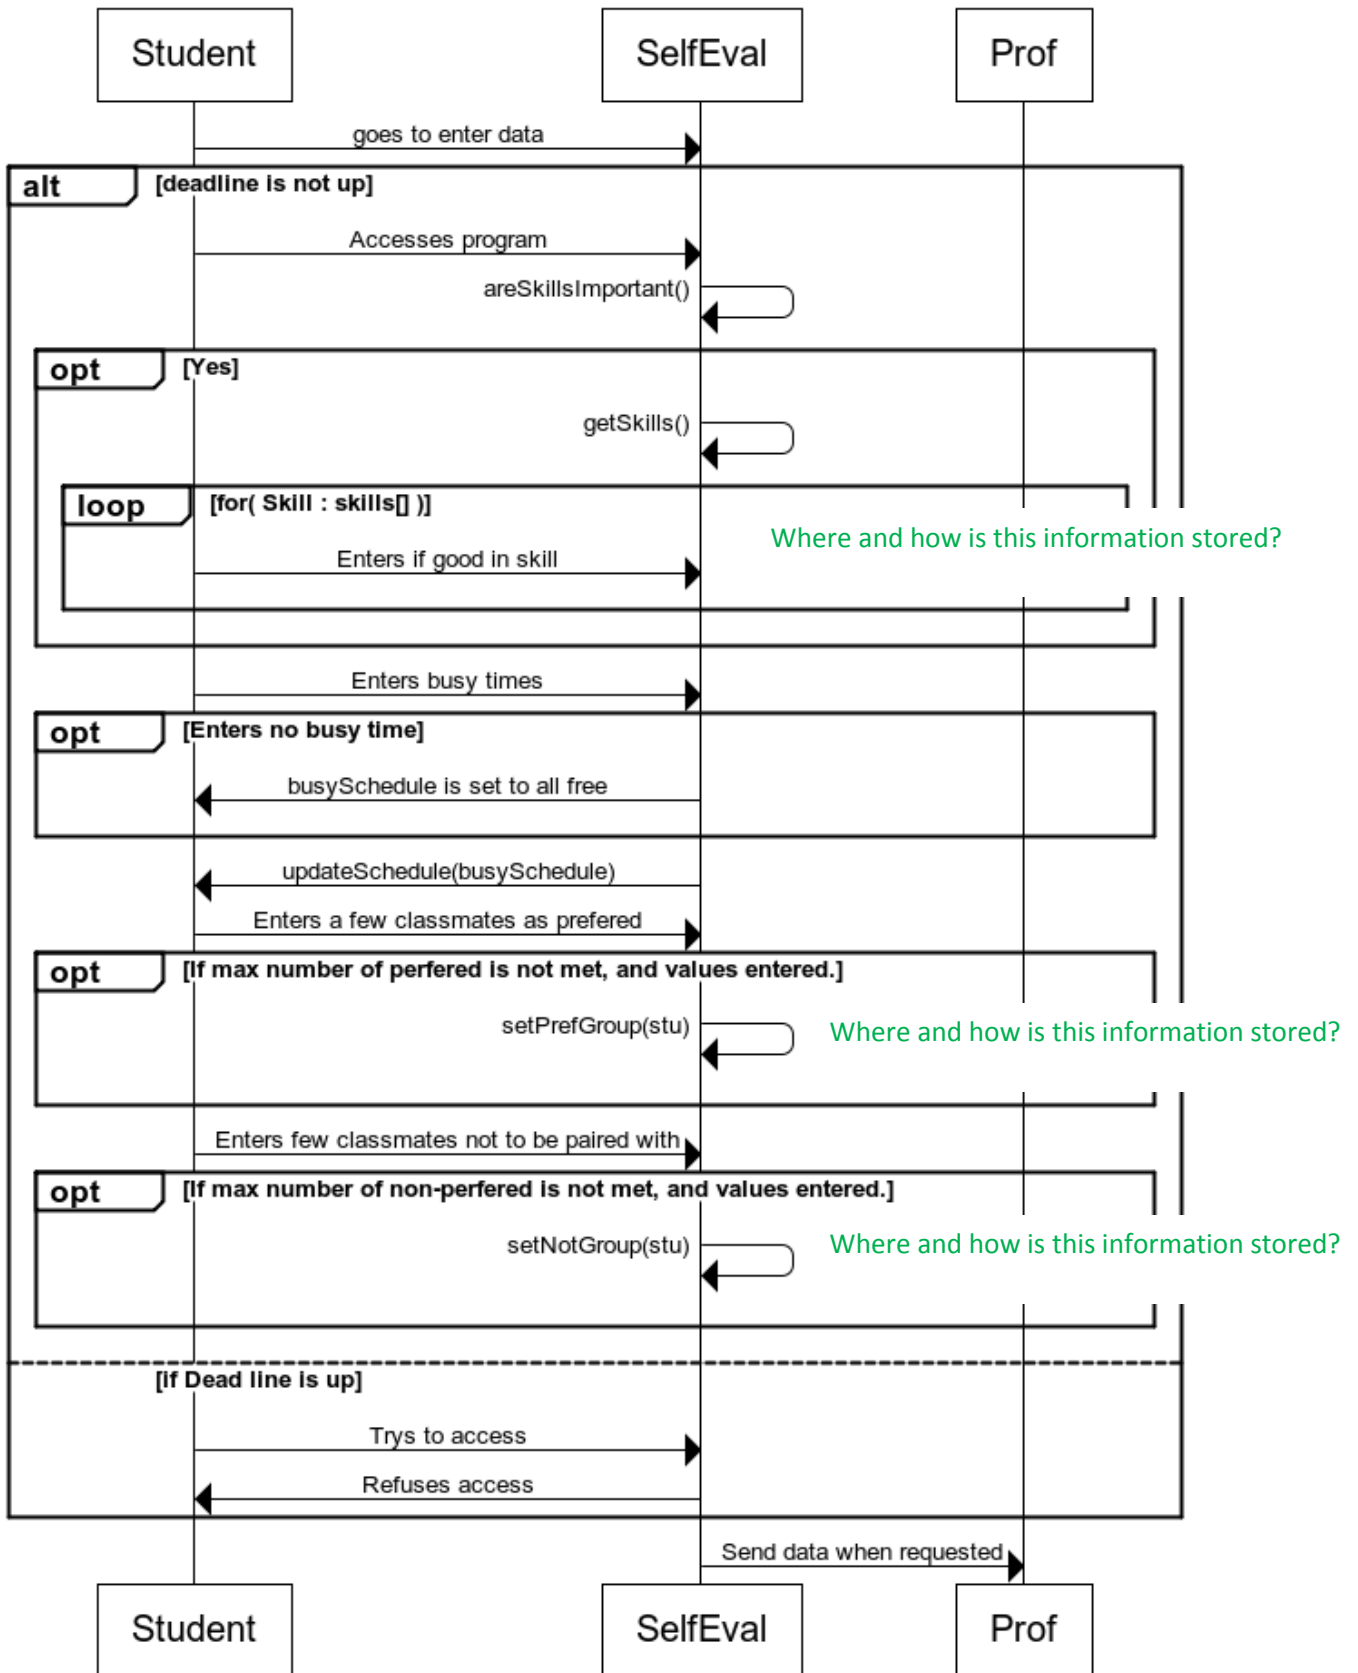 Student
SelfEval
Prof
goes to enter data
alt
[deadline is not up]
Accesses program
areSkillsImportant()
opt
[Yes]
getSkills()
loop
[for( Skill : skills[] )]
Where and how is this information stored?
Enters if good in skill
Enters busy times
opt
[Enters no busy time]
busySchedule is set to all free
updateSchedule(busySchedule)
Enters a few classmates as prefered
opt
[If max number of perfered is not met, and values entered.]
setPrefGroup(stu)
Where and how is this information stored?
Enters few classmates not to be paired with
opt
[If max number of non-perfered is not met, and values entered.]
setNotGroup(stu)
Where and how is this information stored?
[if Dead line is up]
Trys to access
Refuses access
Send data when requested
Student
SelfEval
Prof